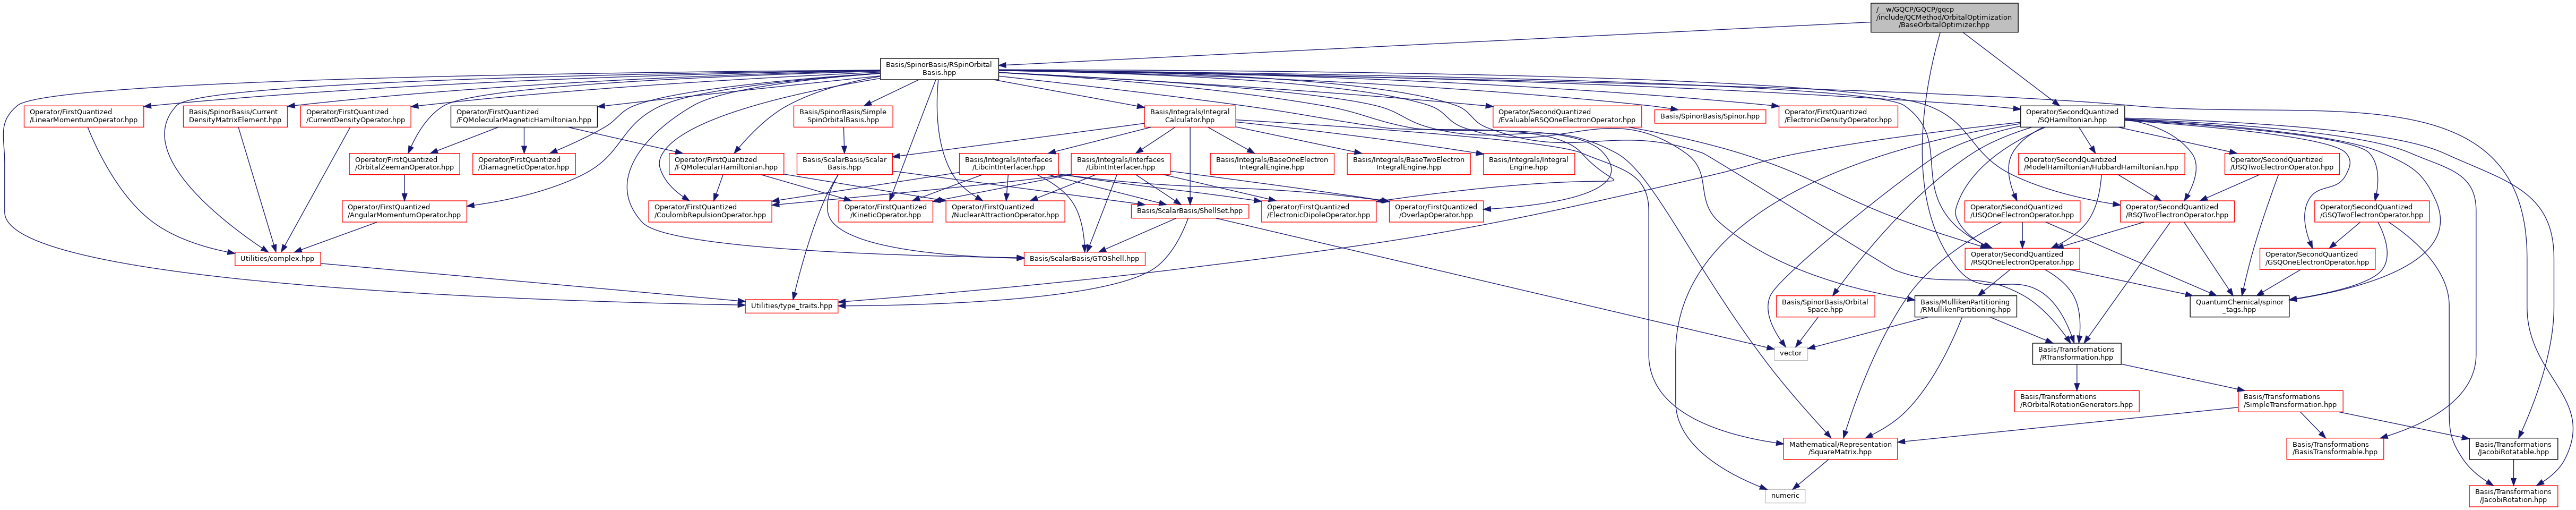 /__w/GQCP/GQCP/gqcp
/include/QCMethod/OrbitalOptimization
/BaseOrbitalOptimizer.hpp
Basis/SpinorBasis/RSpinOrbital
Basis.hpp
Operator/FirstQuantized
/LinearMomentumOperator.hpp
Basis/SpinorBasis/Current
DensityMatrixElement.hpp
Operator/FirstQuantized
/CurrentDensityOperator.hpp
Operator/FirstQuantized
/FQMolecularMagneticHamiltonian.hpp
Basis/SpinorBasis/Simple
SpinOrbitalBasis.hpp
Basis/Integrals/Integral
Calculator.hpp
Operator/SecondQuantized
/EvaluableRSQOneElectronOperator.hpp
Basis/SpinorBasis/Spinor.hpp
Operator/FirstQuantized
/ElectronicDensityOperator.hpp
Operator/SecondQuantized
/SQHamiltonian.hpp
Operator/FirstQuantized
/OrbitalZeemanOperator.hpp
Operator/FirstQuantized
/DiamagneticOperator.hpp
Operator/FirstQuantized
/FQMolecularHamiltonian.hpp
Basis/ScalarBasis/Scalar
Basis.hpp
Basis/Integrals/Interfaces
/LibcintInterfacer.hpp
Basis/Integrals/Interfaces
/LibintInterfacer.hpp
Basis/Integrals/BaseOneElectron
IntegralEngine.hpp
Basis/Integrals/BaseTwoElectron
IntegralEngine.hpp
Basis/Integrals/Integral
Engine.hpp
Operator/SecondQuantized
/ModelHamiltonian/HubbardHamiltonian.hpp
Operator/SecondQuantized
/USQTwoElectronOperator.hpp
Operator/FirstQuantized
/AngularMomentumOperator.hpp
Operator/FirstQuantized
/CoulombRepulsionOperator.hpp
Operator/FirstQuantized
/KineticOperator.hpp
Operator/FirstQuantized
/NuclearAttractionOperator.hpp
Basis/ScalarBasis/ShellSet.hpp
Operator/FirstQuantized
/ElectronicDipoleOperator.hpp
Operator/FirstQuantized
/OverlapOperator.hpp
Operator/SecondQuantized
/USQOneElectronOperator.hpp
Operator/SecondQuantized
/RSQTwoElectronOperator.hpp
Operator/SecondQuantized
/GSQTwoElectronOperator.hpp
Utilities/complex.hpp
Basis/ScalarBasis/GTOShell.hpp
Operator/SecondQuantized
/RSQOneElectronOperator.hpp
Operator/SecondQuantized
/GSQOneElectronOperator.hpp
Utilities/type_traits.hpp
Basis/SpinorBasis/Orbital
Space.hpp
Basis/MullikenPartitioning
/RMullikenPartitioning.hpp
QuantumChemical/spinor
_tags.hpp
vector
Basis/Transformations
/RTransformation.hpp
Basis/Transformations
/ROrbitalRotationGenerators.hpp
Basis/Transformations
/SimpleTransformation.hpp
Mathematical/Representation
/SquareMatrix.hpp
Basis/Transformations
/BasisTransformable.hpp
Basis/Transformations
/JacobiRotatable.hpp
numeric
Basis/Transformations
/JacobiRotation.hpp